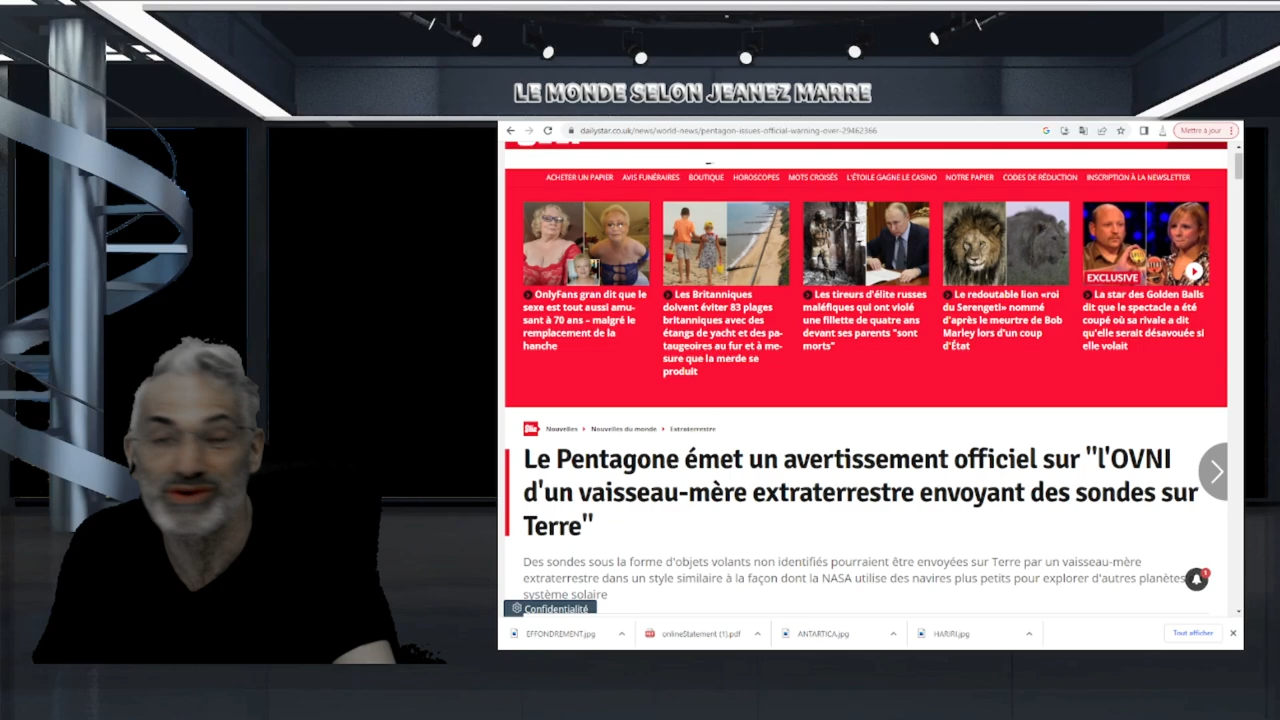 LE MONDE SELON JEANEZ MARRE
dailystar.co.uk/news/world-news/pentagon-issues-official-warning-over-29462366
Mettre à jour
ACHETER UN PAPIER AVIS FUNÉRAIRES BOUTIQUE HOROSCOPES MOTS CROISÉS L'ÉTOILE GAGNE LE CASINO NOTRE PAPIER CODES DE RÉDUCTION INSCRIPTION À LA NEWSLETTER
OnlyFans gran dit que le
sexe est tout aussi amu-
sant à 70 ans – malgré le
remplacement de la
hanche
Les Britanniques
doivent éviter 83 plages
britanniques avec des
étangs de yacht et des pa-
taugeoires au fur et à me-
sure que la merde se
produit
Les tireurs d'élite russes
maléfiques qui ont violé
une fillette de quatre ans
devant ses parents "sont
morts"
Le redoutable lion «roi
du Serengeti» nommé
d'après le meurtre de Bob
Marley lors d'un coup
d'État
EXCLUSIVE
La star des Golden Balls
dit que le spectacle a été
coupé où sa rivale a dit
qu'elle serait désavouée si
elle volait
Nouvelles Nouvelles du monde Extraterrestre
Le Pentagone émet un avertissement officiel sur "l'OVNI
d'un vaisseau-mère extraterrestre envoyant des sondes sur
Terre"
Des sondes sous la forme d'objets volants non identifiés pourraient être envoyées sur Terre par un vaisseau-mère
extraterrestre dans un style similaire à la façon dont la NASA utilise des navires plus petits pour explorer d'autres planètes
système solaire
1
Confidentialité
EFFONDREMENT.jpg onlineStatement (1).pdf ANTARTICA.jpg HARIRI.jpg Tout afficher